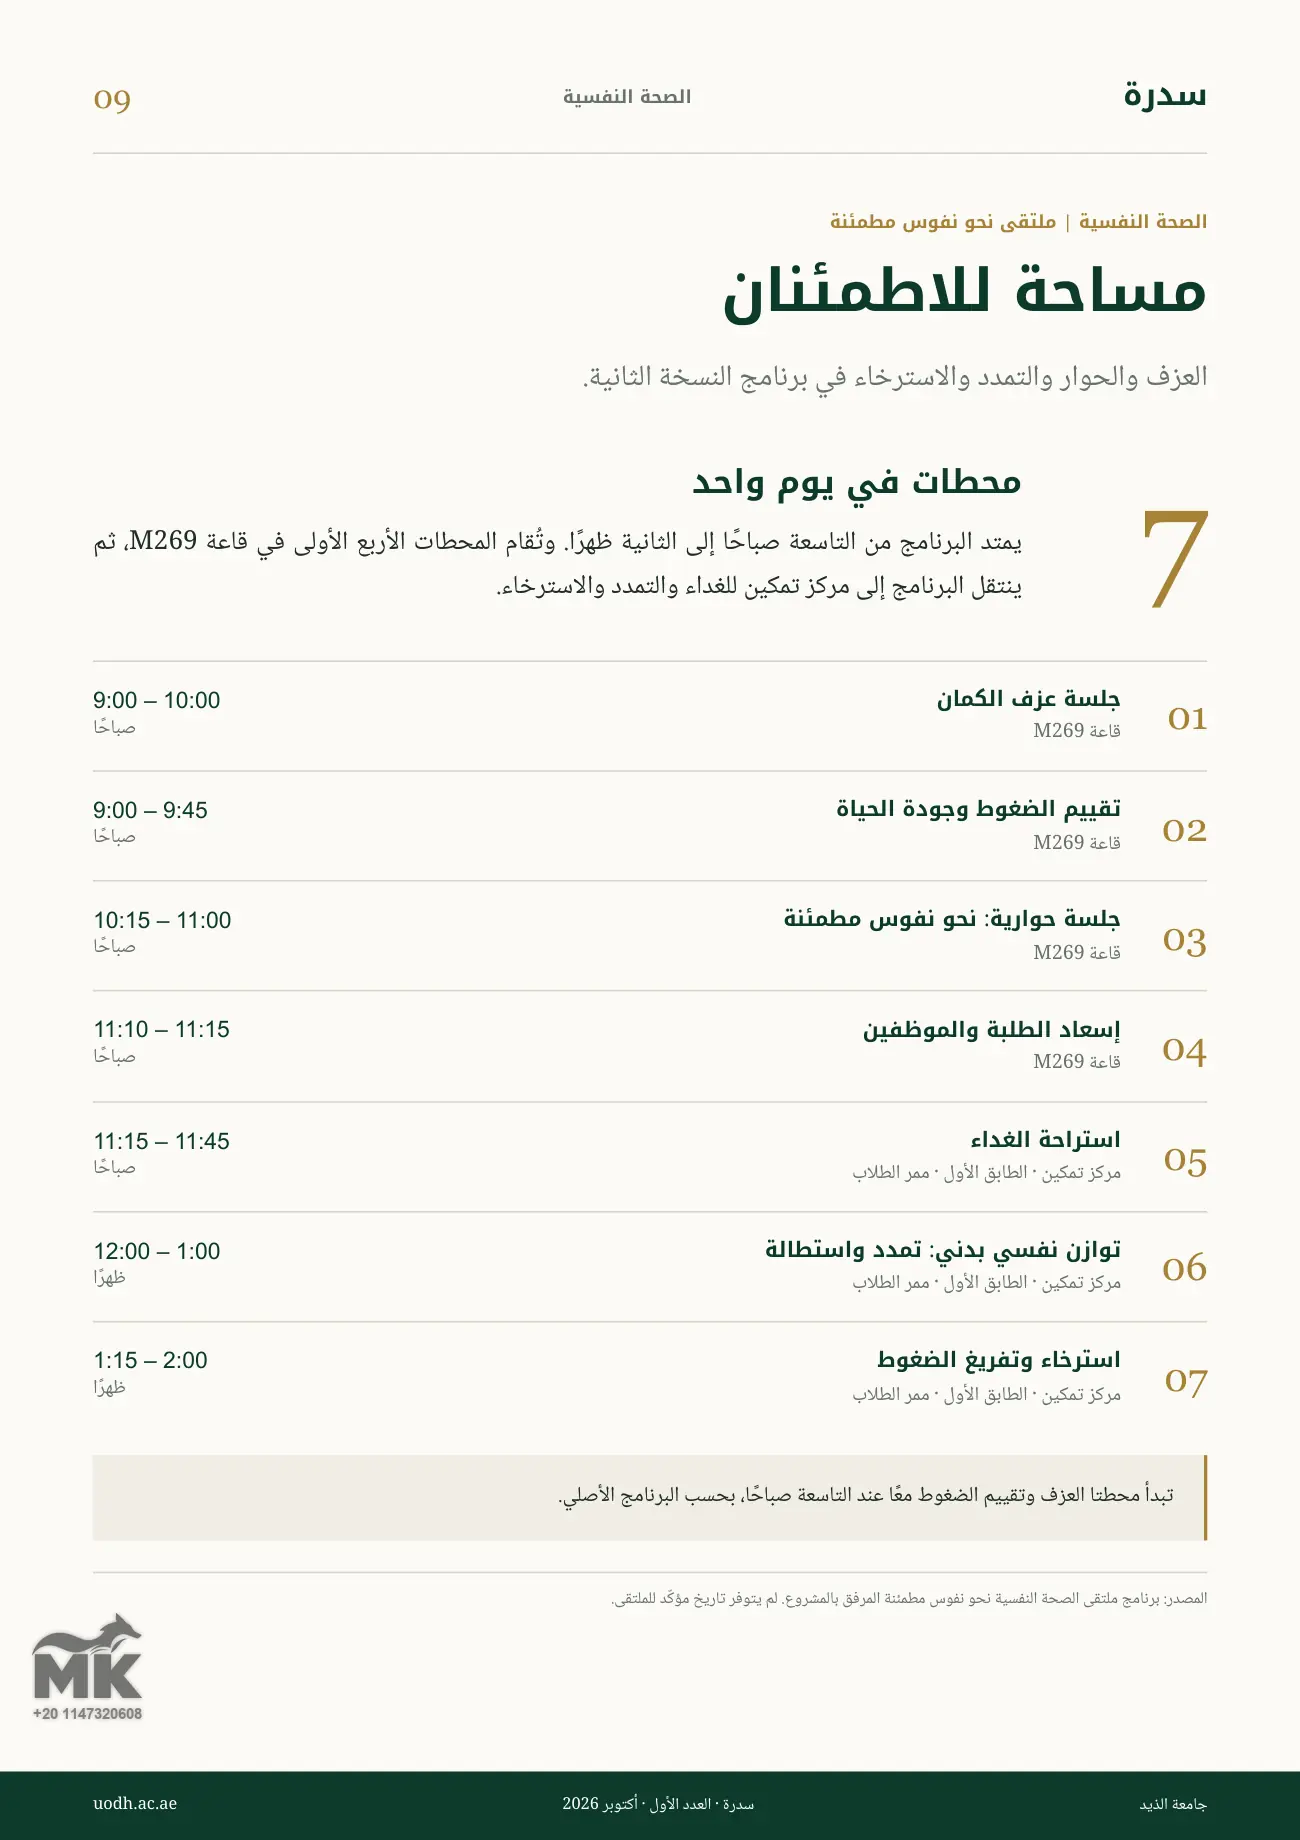 سدرة
الصحة النفسية
09
الصحة النفسية | ملتقى نحو نفوس مطمئنة
مساحة للاطمئنان
العزف والحوار والتمدد والاسترخاء في برنامج النسخة الثانية.
7
محطات في يوم واحد
يمتد البرنامج من التاسعة صباحًا إلى الثانية ظهرًا. وتُقام المحطات الأربع الأولى في قاعة M269، ثم
ينتقل البرنامج إلى مركز تمكين للغداء والتمدد والاسترخاء.
01
جلسة عزف الكمان
قاعة M269
9:00 – 10:00
صباحًا
02
تقييم الضغوط وجودة الحياة
قاعة M269
9:00 – 9:45
صباحًا
03
جلسة حوارية: نحو نفوس مطمئنة
قاعة M269
10:15 – 11:00
صباحًا
04
إسعاد الطلبة والموظفين
قاعة M269
11:10 – 11:15
صباحًا
05
استراحة الغداء
مركز تمكين · الطابق الأول · ممر الطلاب
11:15 – 11:45
صباحًا
06
توازن نفسي بدني: تمدد واستطالة
مركز تمكين · الطابق الأول · ممر الطلاب
12:00 – 1:00
ظهرًا
07
استرخاء وتفريغ الضغوط
مركز تمكين · الطابق الأول · ممر الطلاب
1:15 – 2:00
ظهرًا
تبدأ محطتا العزف وتقييم الضغوط معًا عند التاسعة صباحًا، بحسب البرنامج الأصلي.
المصدر: برنامج ملتقى الصحة النفسية نحو نفوس مطمئنة المرفق بالمشروع. لم يتوفر تاريخ مؤكّد للملتقى.
MK
+20 1147320608
جامعة الذيد
سدرة · العدد الأول · أكتوبر 2026
uodh.ac.ae